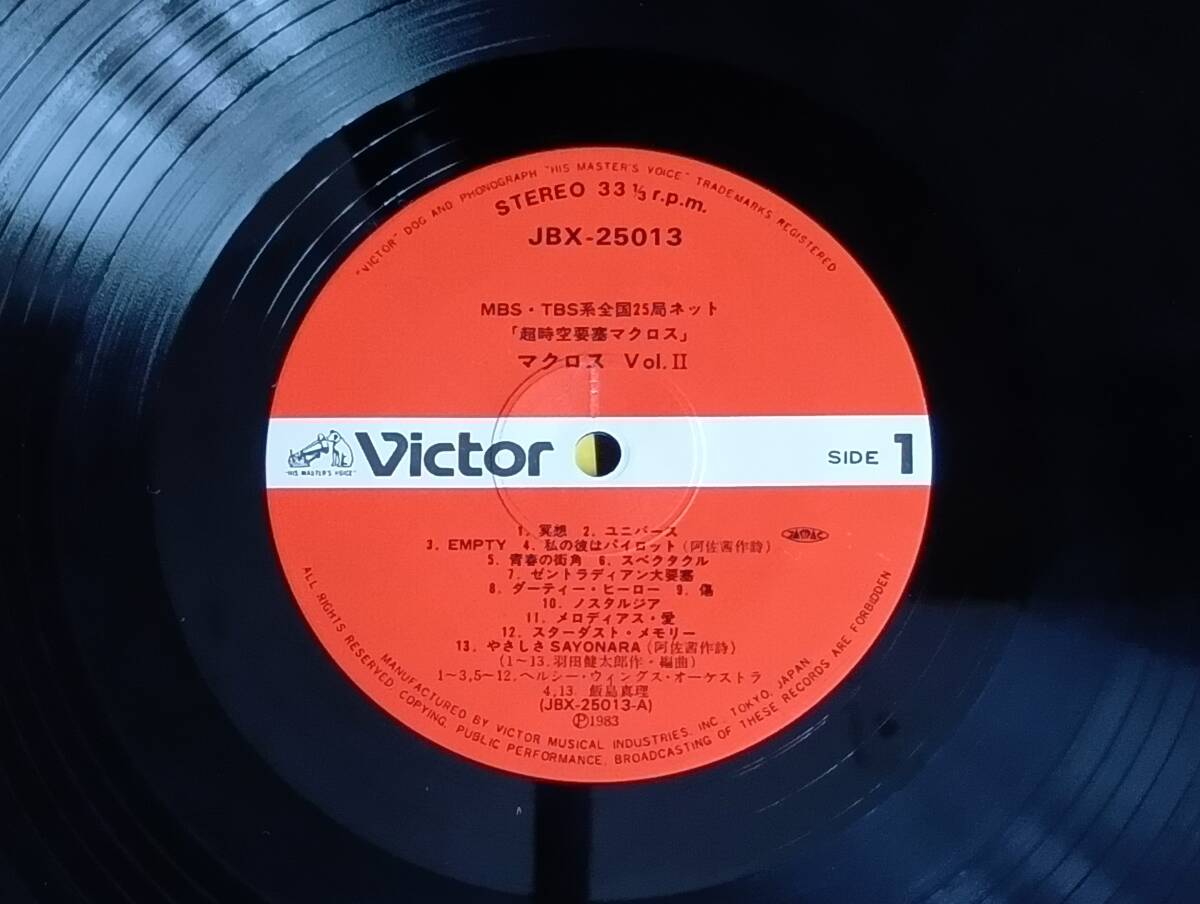 "VICTOR" DOG AND PHONOGRAPH "HIS MASTER'S VOICE" TRADEMARKS REGISTERED
STEREO 33 ⅓ r.p.m.
JBX-25013
MBS・TBS系全国25局ネット
「超時空要塞マクロス」
マクロス Vol.II
"HIS MASTER'S VOICE"
Victor
SIDE 1
1. 冥想 2. ユニバース
3. EMPTY 4. 私の彼はパイロット(阿佐茜作詩)
5. 青春の街角 6. スペクタクル
7. ゼントラディアン大要塞
8. ダーティー・ヒーロー 9. 傷
10. ノスタルジア
11. メロディアス・愛
12. スターダスト・メモリー
13. やさしさSAYONARA(阿佐茜作詩)
(1〜13. 羽田健太郎作・編曲)
1〜3,5〜12. ヘルシー・ウィングス・オーケストラ
4,13 飯島真理
(JBX-25013-A)
Ⓟ1983
MANUFACTURED BY VICTOR MUSICAL INDUSTRIES, INC. TOKYO, JAPAN
ALL RIGHTS RESERVED. COPYING, PUBLIC PERFORMANCE, BROADCASTING OF THESE RECORDS ARE FORBIDDEN